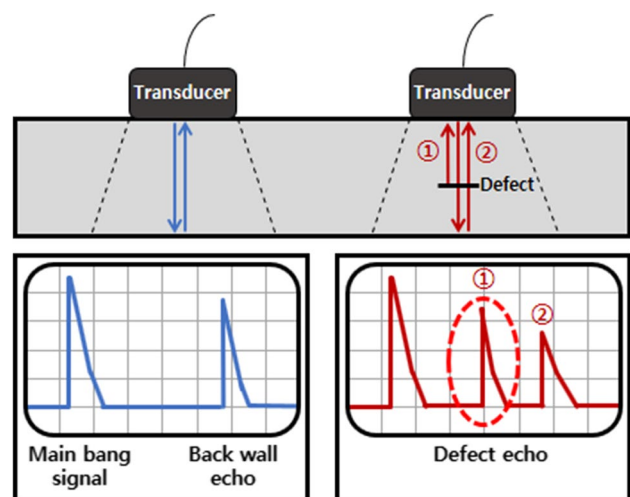 Transducer
Transducer
① ②
Defect
①
②
Main bang
signal
Back wall
echo
Defect echo